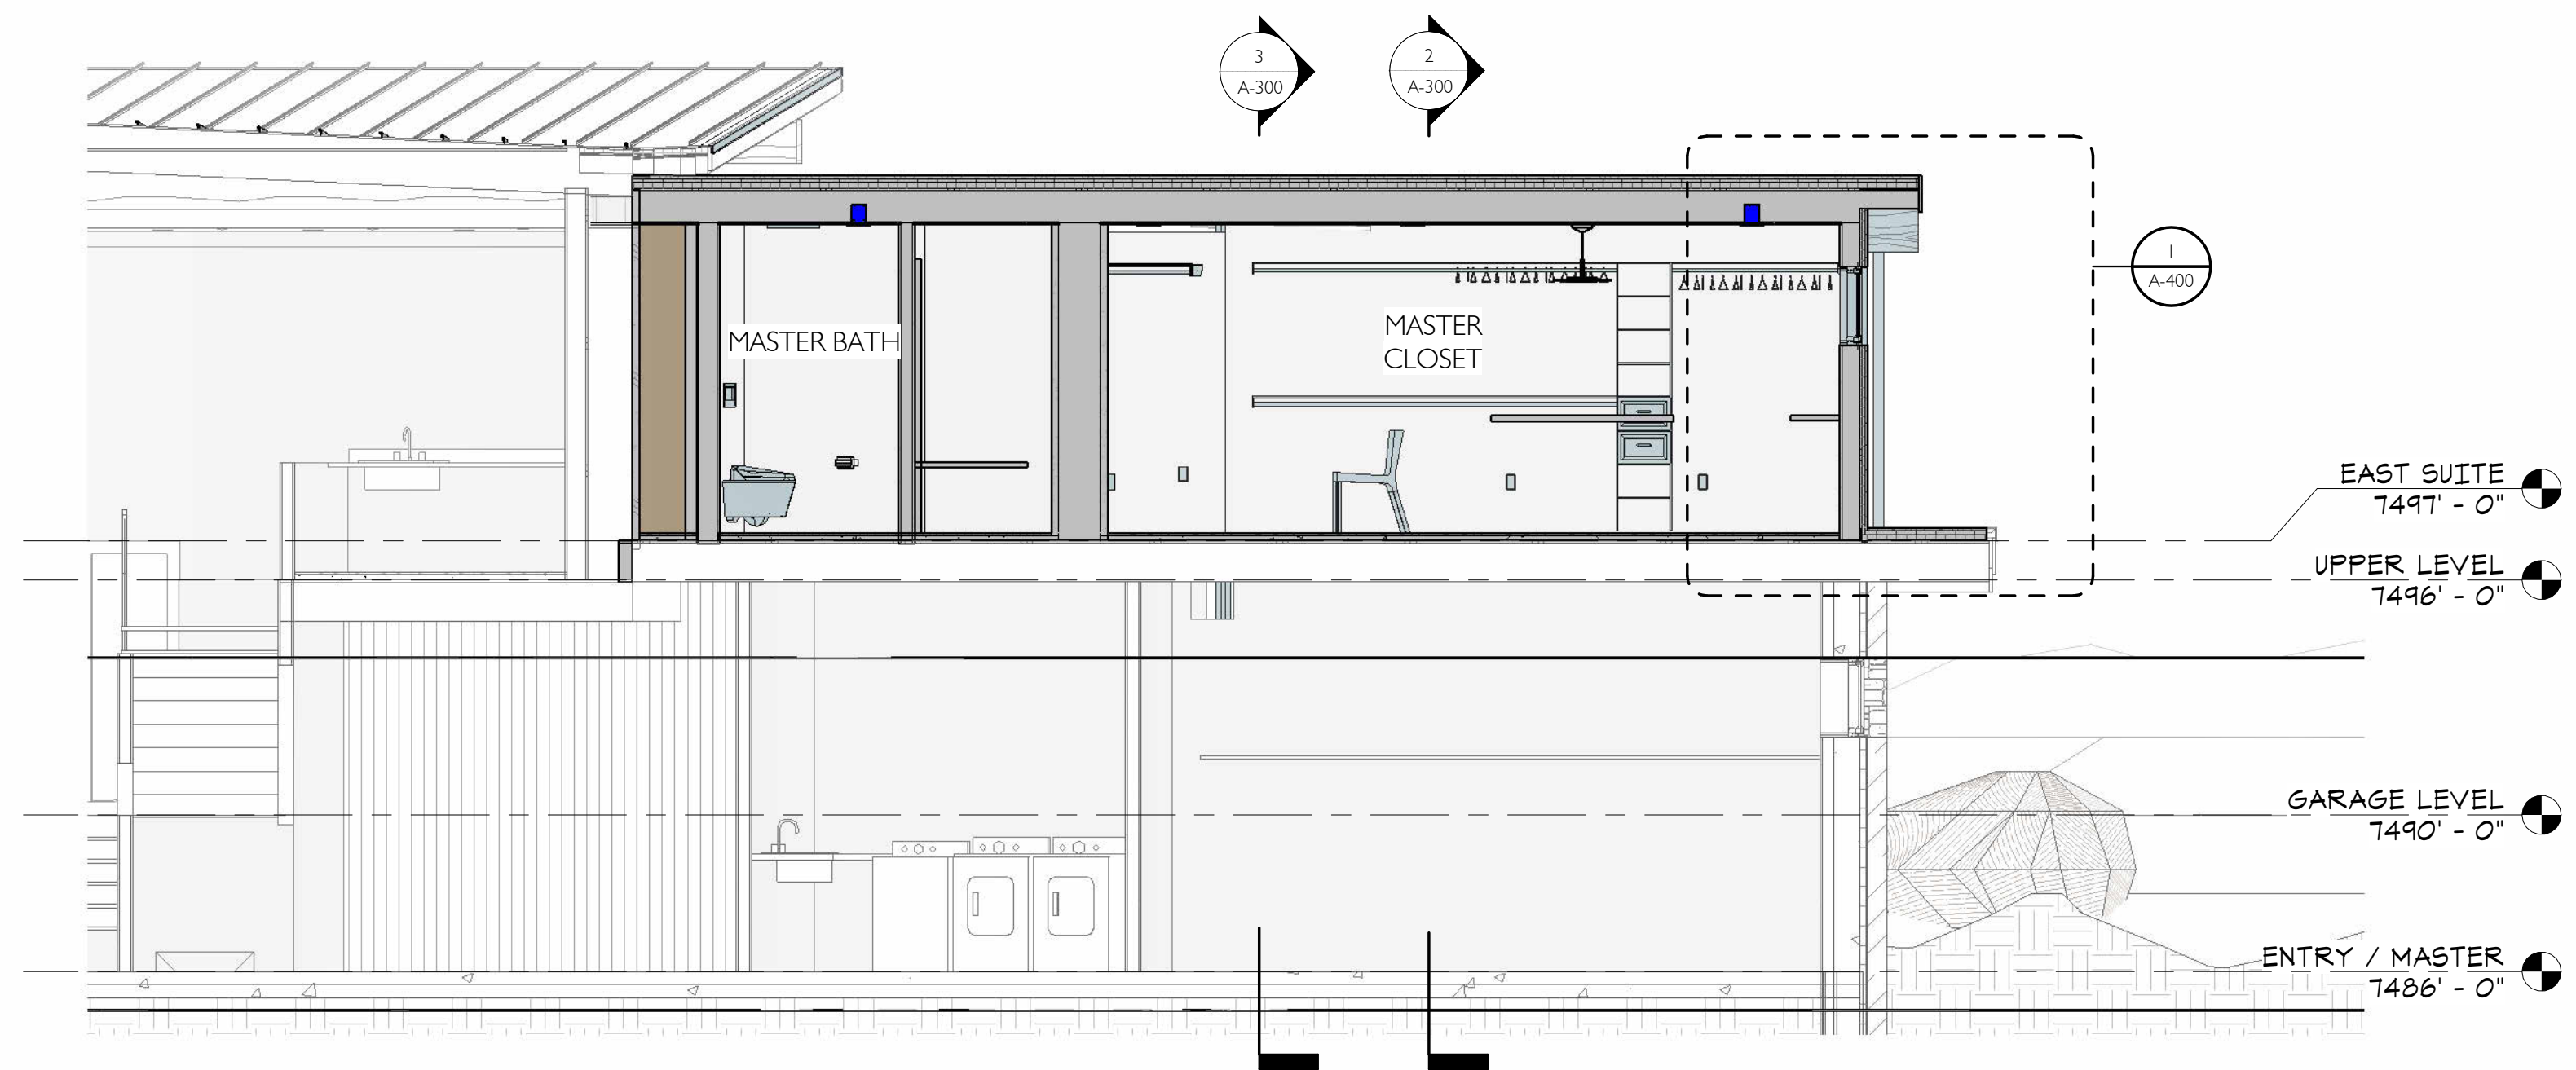 3
A-300
2
A-300
1
A-400
MASTER BATH
MASTER
CLOSET
EAST SUITE
7497' - 0"
UPPER LEVEL
7496' - 0"
GARAGE LEVEL
7490' - 0"
ENTRY / MASTER
7486' - 0"